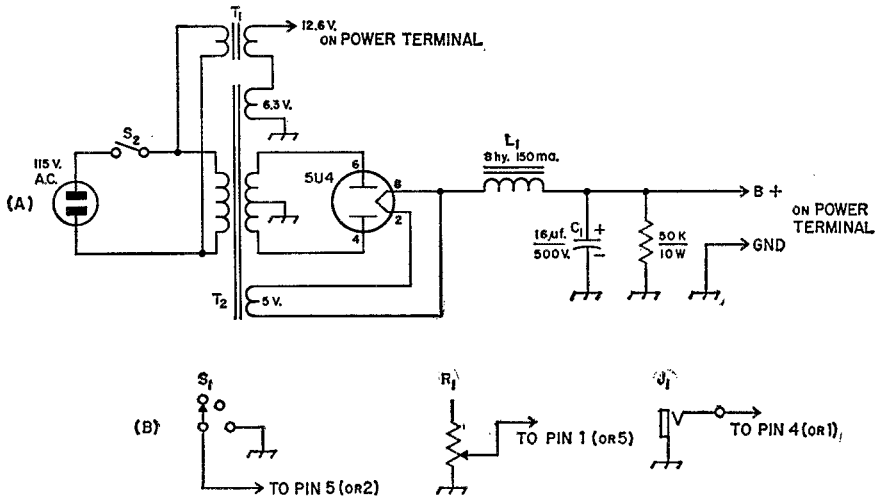 T1
12.6 V.
ON POWER TERMINAL
6.3 V.
S2
115 V.
A.C.
(A)
6
5U4
8
2
4
L1
8 hy. 150 ma.
B +
ON POWER
TERMINAL
GND
16 µf.
500 V.
C1
+
−
50 K
10 W
T2
5 V.
(B)
S1
TO PIN 5 (OR 2)
R1
TO PIN 1 (OR 5)
J1
TO PIN 4 (OR 1)